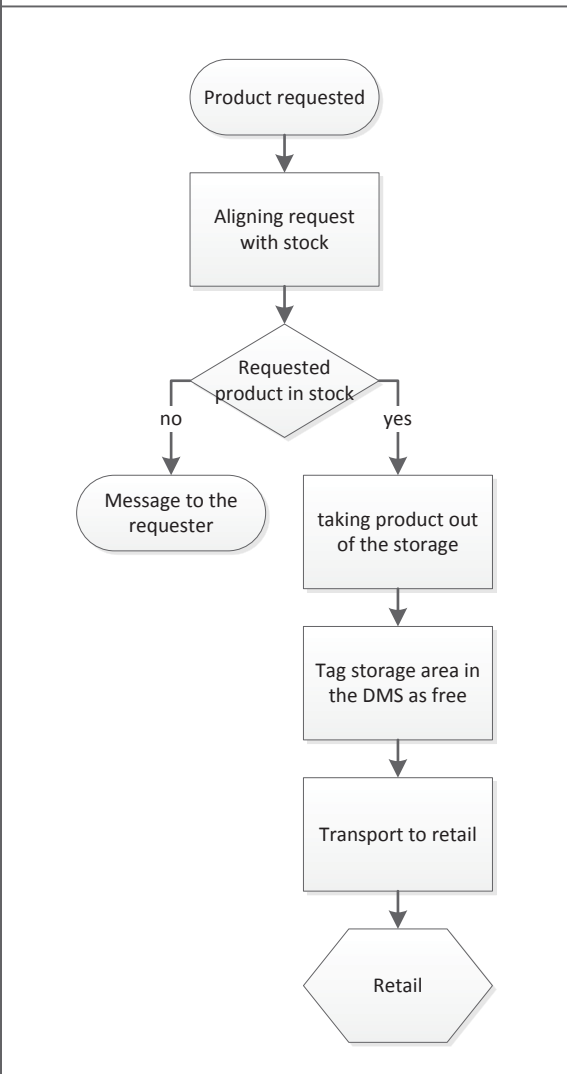 Product requested
Aligning request
with stock
Requested
product in stock
no
yes
Message to the
requester
taking product out
of the storage
Tag storage area in
the DMS as free
Transport to retail
Retail